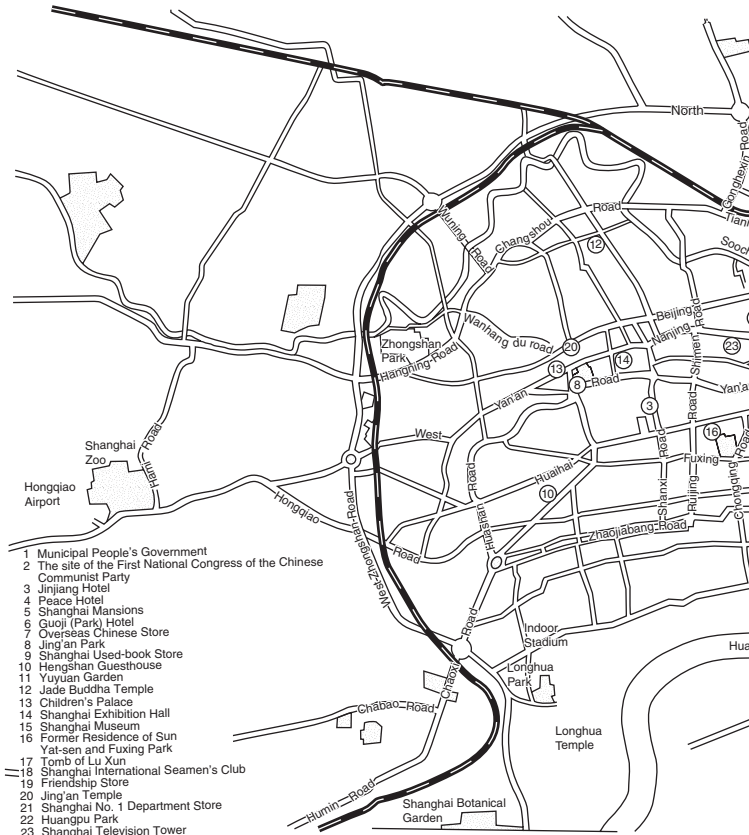 North
Gonghexin Road
Tiani
Sooch
Wuning Road
Changshou Road
12
Wanhang du road
Beijing
Nanjing
Shimen Road
20
23
Zhongshan
Park
Hangning-Road
13
14
8
Road
Yan'an
Yan'a
3
16
West
Shanghai
Zoo
Hami Road
Hongqiao
Airport
Huaihai
Huashan Road
10
Fuxing
Shanxi Road
Ruijing Road
Chongqing Road
Hongqiao Road
West-Zhongshan-Road
Zhaojiabang Road
1 Municipal People's Government
2 The site of the First National Congress of the Chinese
Communist Party
3 Jinjiang Hotel
4 Peace Hotel
5 Shanghai Mansions
6 Guoji (Park) Hotel
7 Overseas Chinese Store
8 Jing'an Park
9 Shanghai Used-book Store
10 Hengshan Guesthouse
11 Yuyuan Garden
12 Jade Buddha Temple
13 Children's Palace
14 Shanghai Exhibition Hall
15 Shanghai Museum
16 Former Residence of Sun
Yat-sen and Fuxing Park
17 Tomb of Lu Xun
18 Shanghai International Seamen's Club
19 Friendship Store
20 Jing'an Temple
21 Shanghai No. 1 Department Store
22 Huangpu Park
23 Shanghai Television Tower
Indoor
Stadium
Hua
Chaoxi Road
Longhua
Park
Chabao Road
Longhua
Temple
Humin Road
Shanghai Botanical
Garden